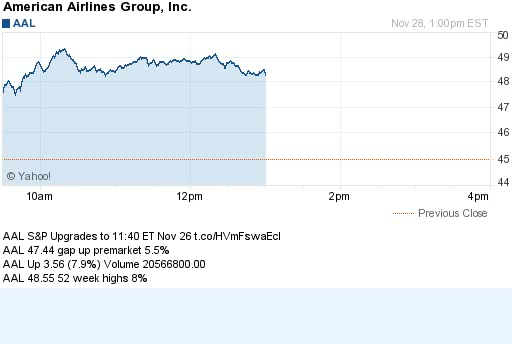 American Airlines Group, Inc.
AAL
Nov 28, 1:00pm EST
50
49
48
47
46
45
44
© Yahoo!
10am
12pm
2pm
4pm
Previous Close
AAL S&P Upgrades to 11:40 ET Nov 26 t.co/HVmFswaEcI
AAL 47.44 gap up premarket 5.5%
AAL Up 3.56 (7.9%) Volume 20566800.00
AAL 48.55 52 week highs 8%